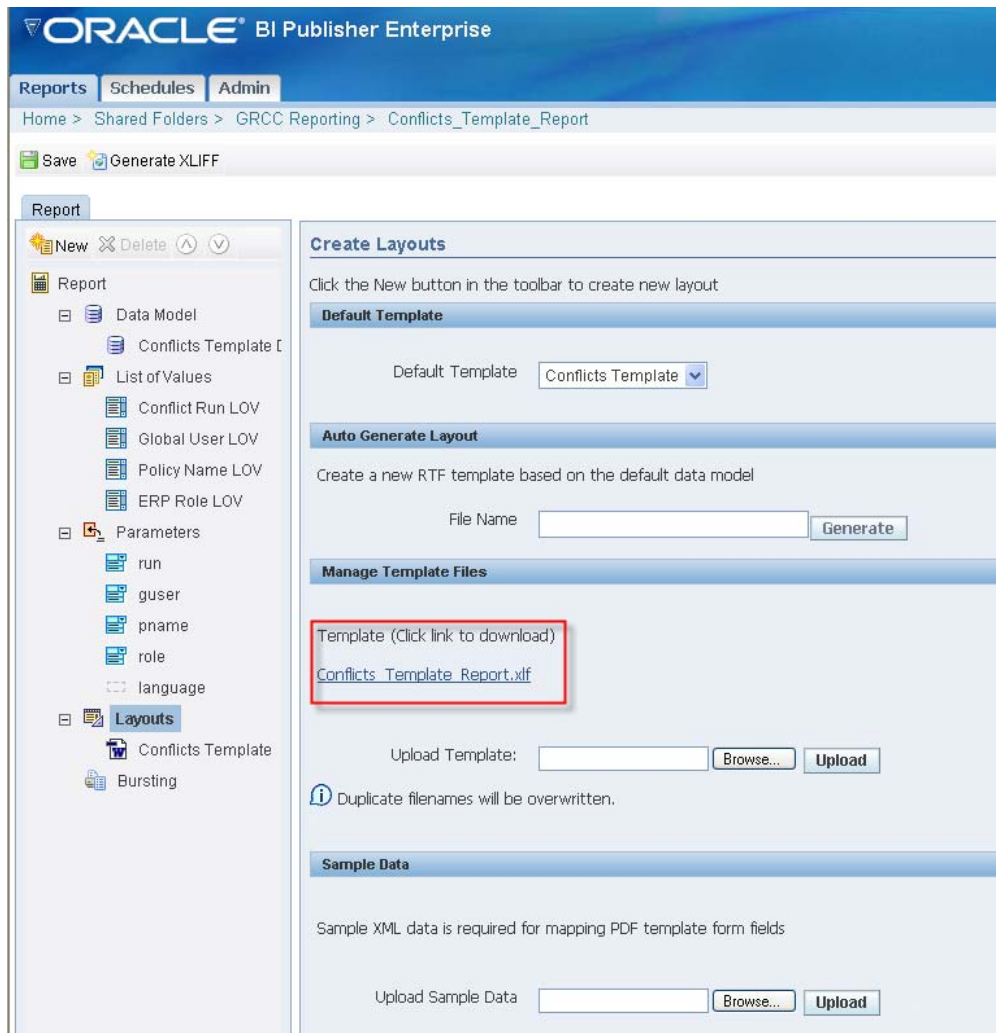 ORACLE® BI Publisher Enterprise
Reports Schedules Admin
Home > Shared Folders > GRCC Reporting > Conflicts_Template_Report
Save Generate XLIFF
Report
New Delete
Report
Data Model
Conflicts Template D
List of Values
Conflict Run LOV
Global User LOV
Policy Name LOV
ERP Role LOV
Parameters
run
guser
pname
role
language
Layouts
Conflicts Template
Bursting
Create Layouts
Click the New button in the toolbar to create new layout
Default Template
Default Template Conflicts Template
Auto Generate Layout
Create a new RTF template based on the default data model
File Name Generate
Manage Template Files
Template (Click link to download)
Conflicts_Template_Report.xlf
Upload Template: Browse... Upload
Duplicate filenames will be overwritten.
Sample Data
Sample XML data is required for mapping PDF template form fields
Upload Sample Data Browse... Upload